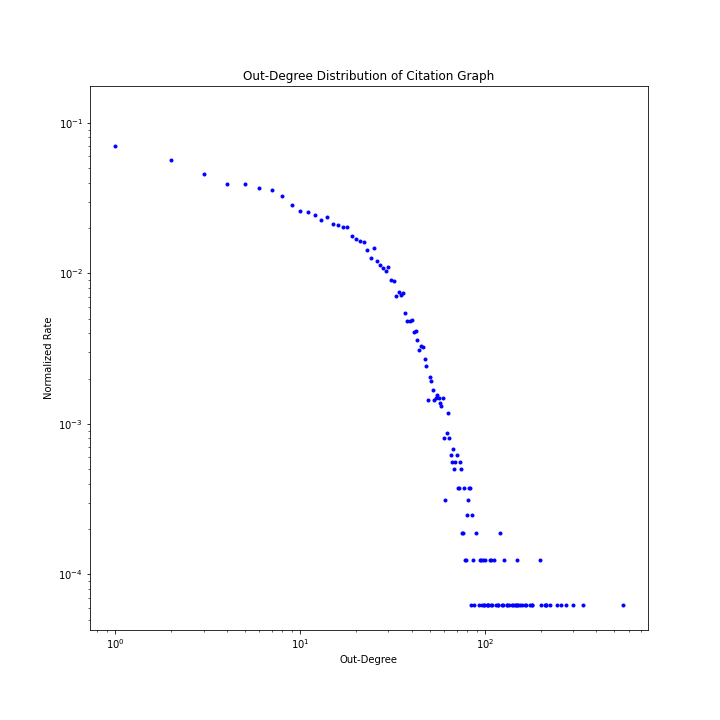 Out-Degree Distribution of Citation Graph
10⁻¹
10⁻²
10⁻³
10⁻⁴
Normalized Rate
10⁰ 10¹ 10²
Out-Degree